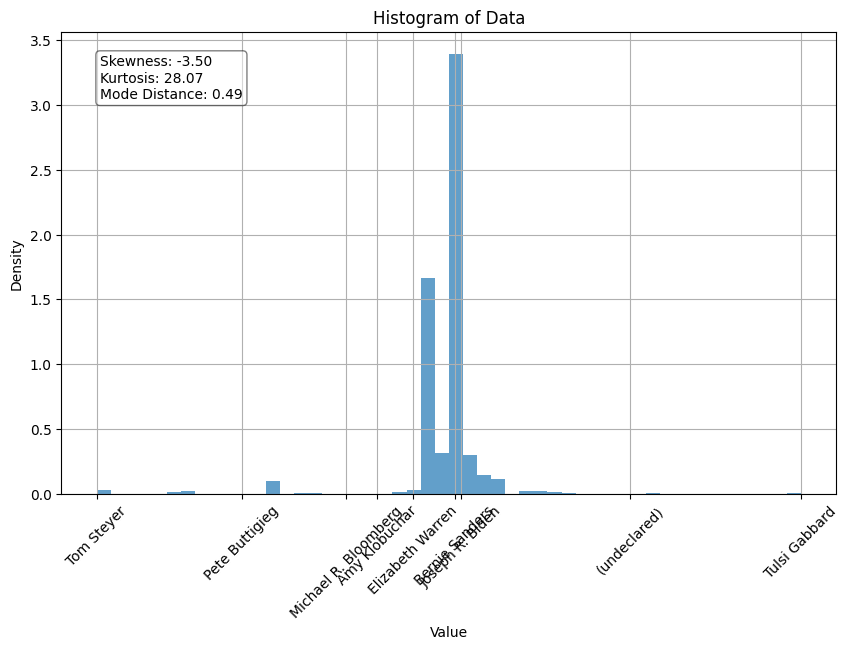 Histogram of Data
Skewness: -3.50
Kurtosis: 28.07
Mode Distance: 0.49
3.5
3.0
2.5
2.0
1.5
1.0
0.5
0.0
Density
Tom Steyer
Pete Buttigieg
Michael R. Bloomberg
Amy Klobuchar
Elizabeth Warren
Bernie Sanders
Joseph R. Biden
(undeclared)
Tulsi Gabbard
Value